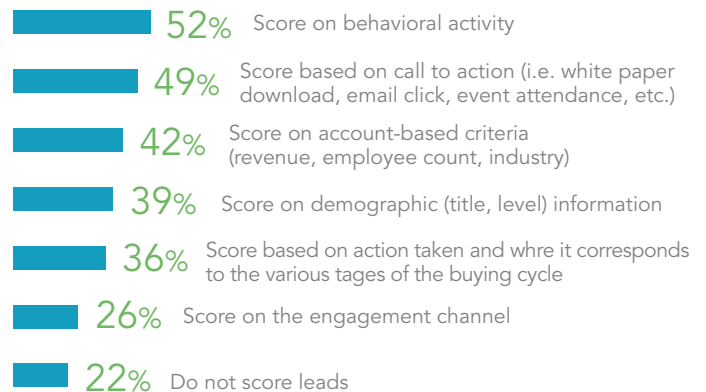 52% Score on behavioral activity
49% Score based on call to action (i.e. white paper
download, email click, event attendance, etc.)
42% Score on account-based criteria
(revenue, employee count, industry)
39% Score on demographic (title, level) information
36% Score based on action taken and whre it corresponds
to the various tages of the buying cycle
26% Score on the engagement channel
22% Do not score leads